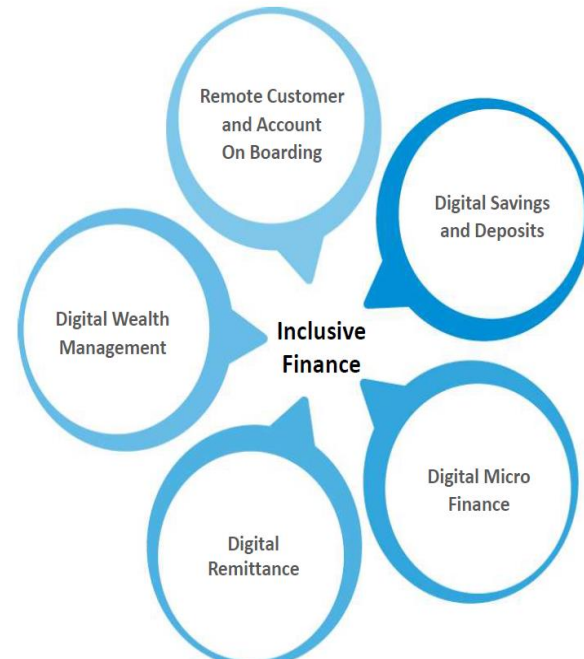 Remote Customer
and Account
On Boarding
Digital Savings
and Deposits
Digital Wealth
Management
Inclusive
Finance
Digital Micro
Finance
Digital
Remittance